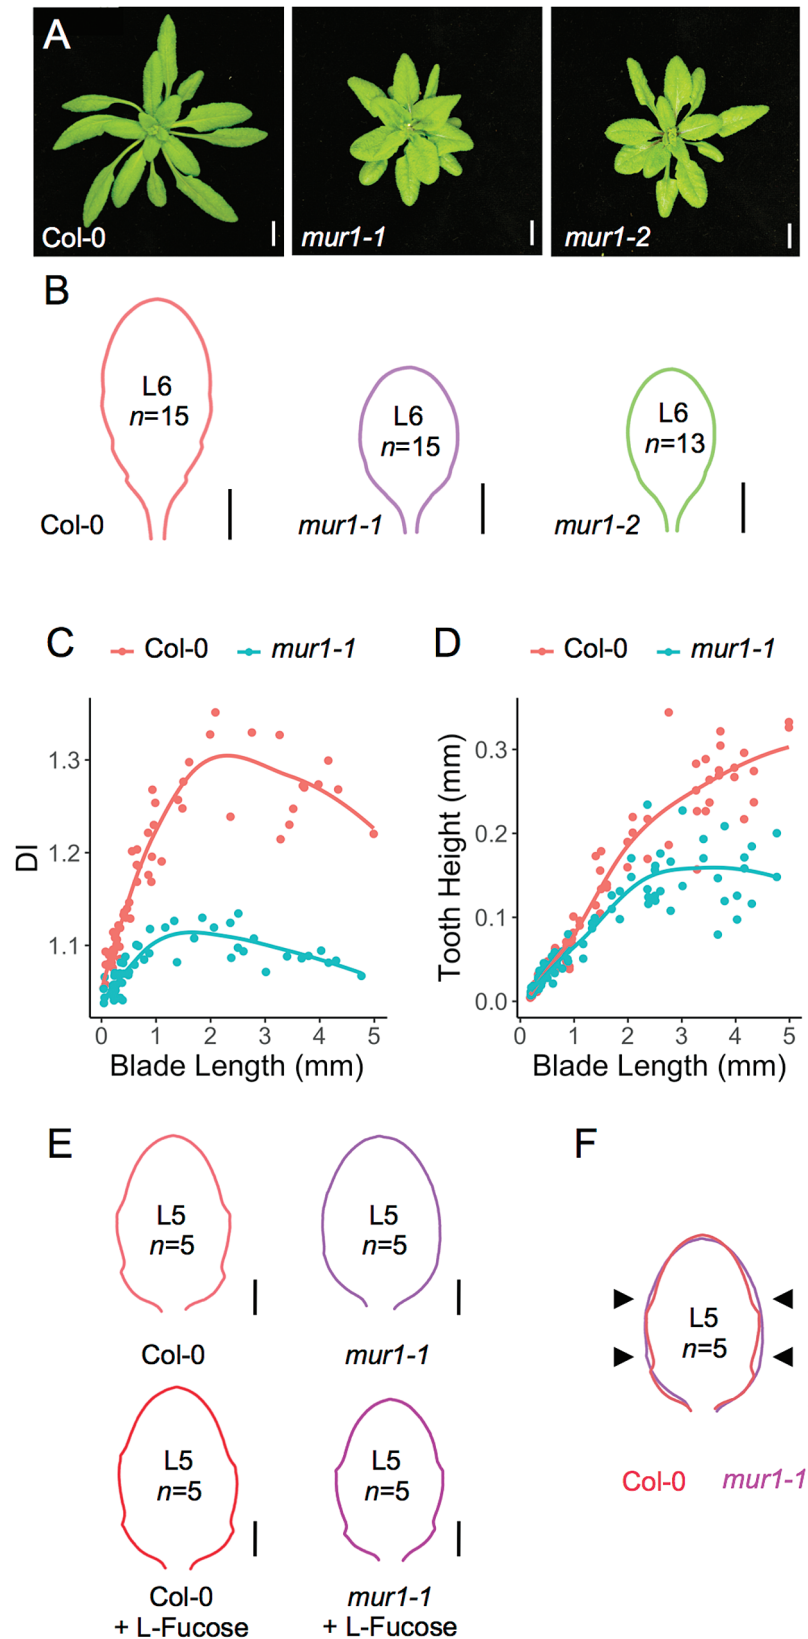 A
Col-0
mur1-1
mur1-2
B
L6
n=15
L6
n=15
L6
n=13
Col-0
mur1-1
mur1-2
C
Col-0
mur1-1
D
Col-0
mur1-1
DI
1.3
1.2
1.1
0 1 2 3 4 5
Blade Length (mm)
Tooth Height (mm)
0.3
0.2
0.1
0.0
0 1 2 3 4 5
Blade Length (mm)
E
L5
n=5
Col-0
L5
n=5
mur1-1
L5
n=5
Col-0
+ L-Fucose
L5
n=5
mur1-1
+ L-Fucose
F
L5
n=5
Col-0 mur1-1